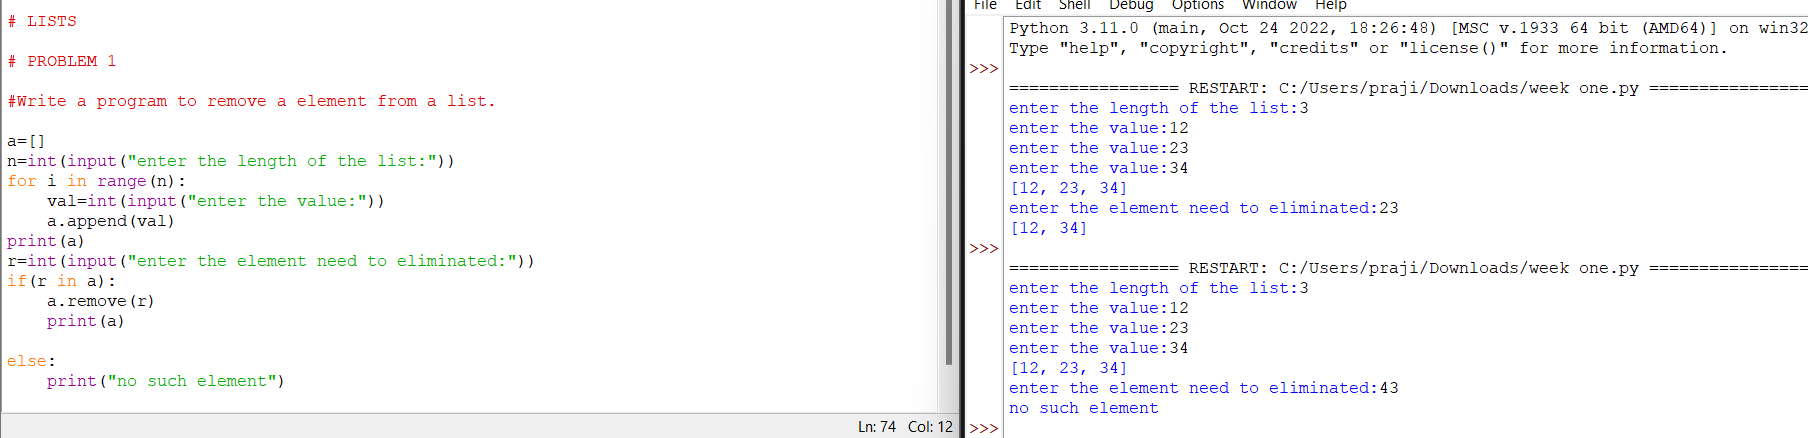 # LISTS
# PROBLEM 1
#Write a program to remove a element from a list.
a=[]
n=int(input("enter the length of the list:"))
for i in range(n):
    val=int(input("enter the value:"))
    a.append(val)
print(a)
r=int(input("enter the element need to eliminated:"))
if(r in a):
    a.remove(r)
    print(a)
else:
    print("no such element")
Ln: 74 Col: 12
File Edit Shell Debug Options Window Help
Python 3.11.0 (main, Oct 24 2022, 18:26:48) [MSC v.1933 64 bit (AMD64)] on win32
Type "help", "copyright", "credits" or "license()" for more information.
>>>
================= RESTART: C:/Users/praji/Downloads/week one.py ================
enter the length of the list:3
enter the value:12
enter the value:23
enter the value:34
[12, 23, 34]
enter the element need to eliminated:23
[12, 34]
>>>
================= RESTART: C:/Users/praji/Downloads/week one.py ================
enter the length of the list:3
enter the value:12
enter the value:23
enter the value:34
[12, 23, 34]
enter the element need to eliminated:43
no such element
>>>